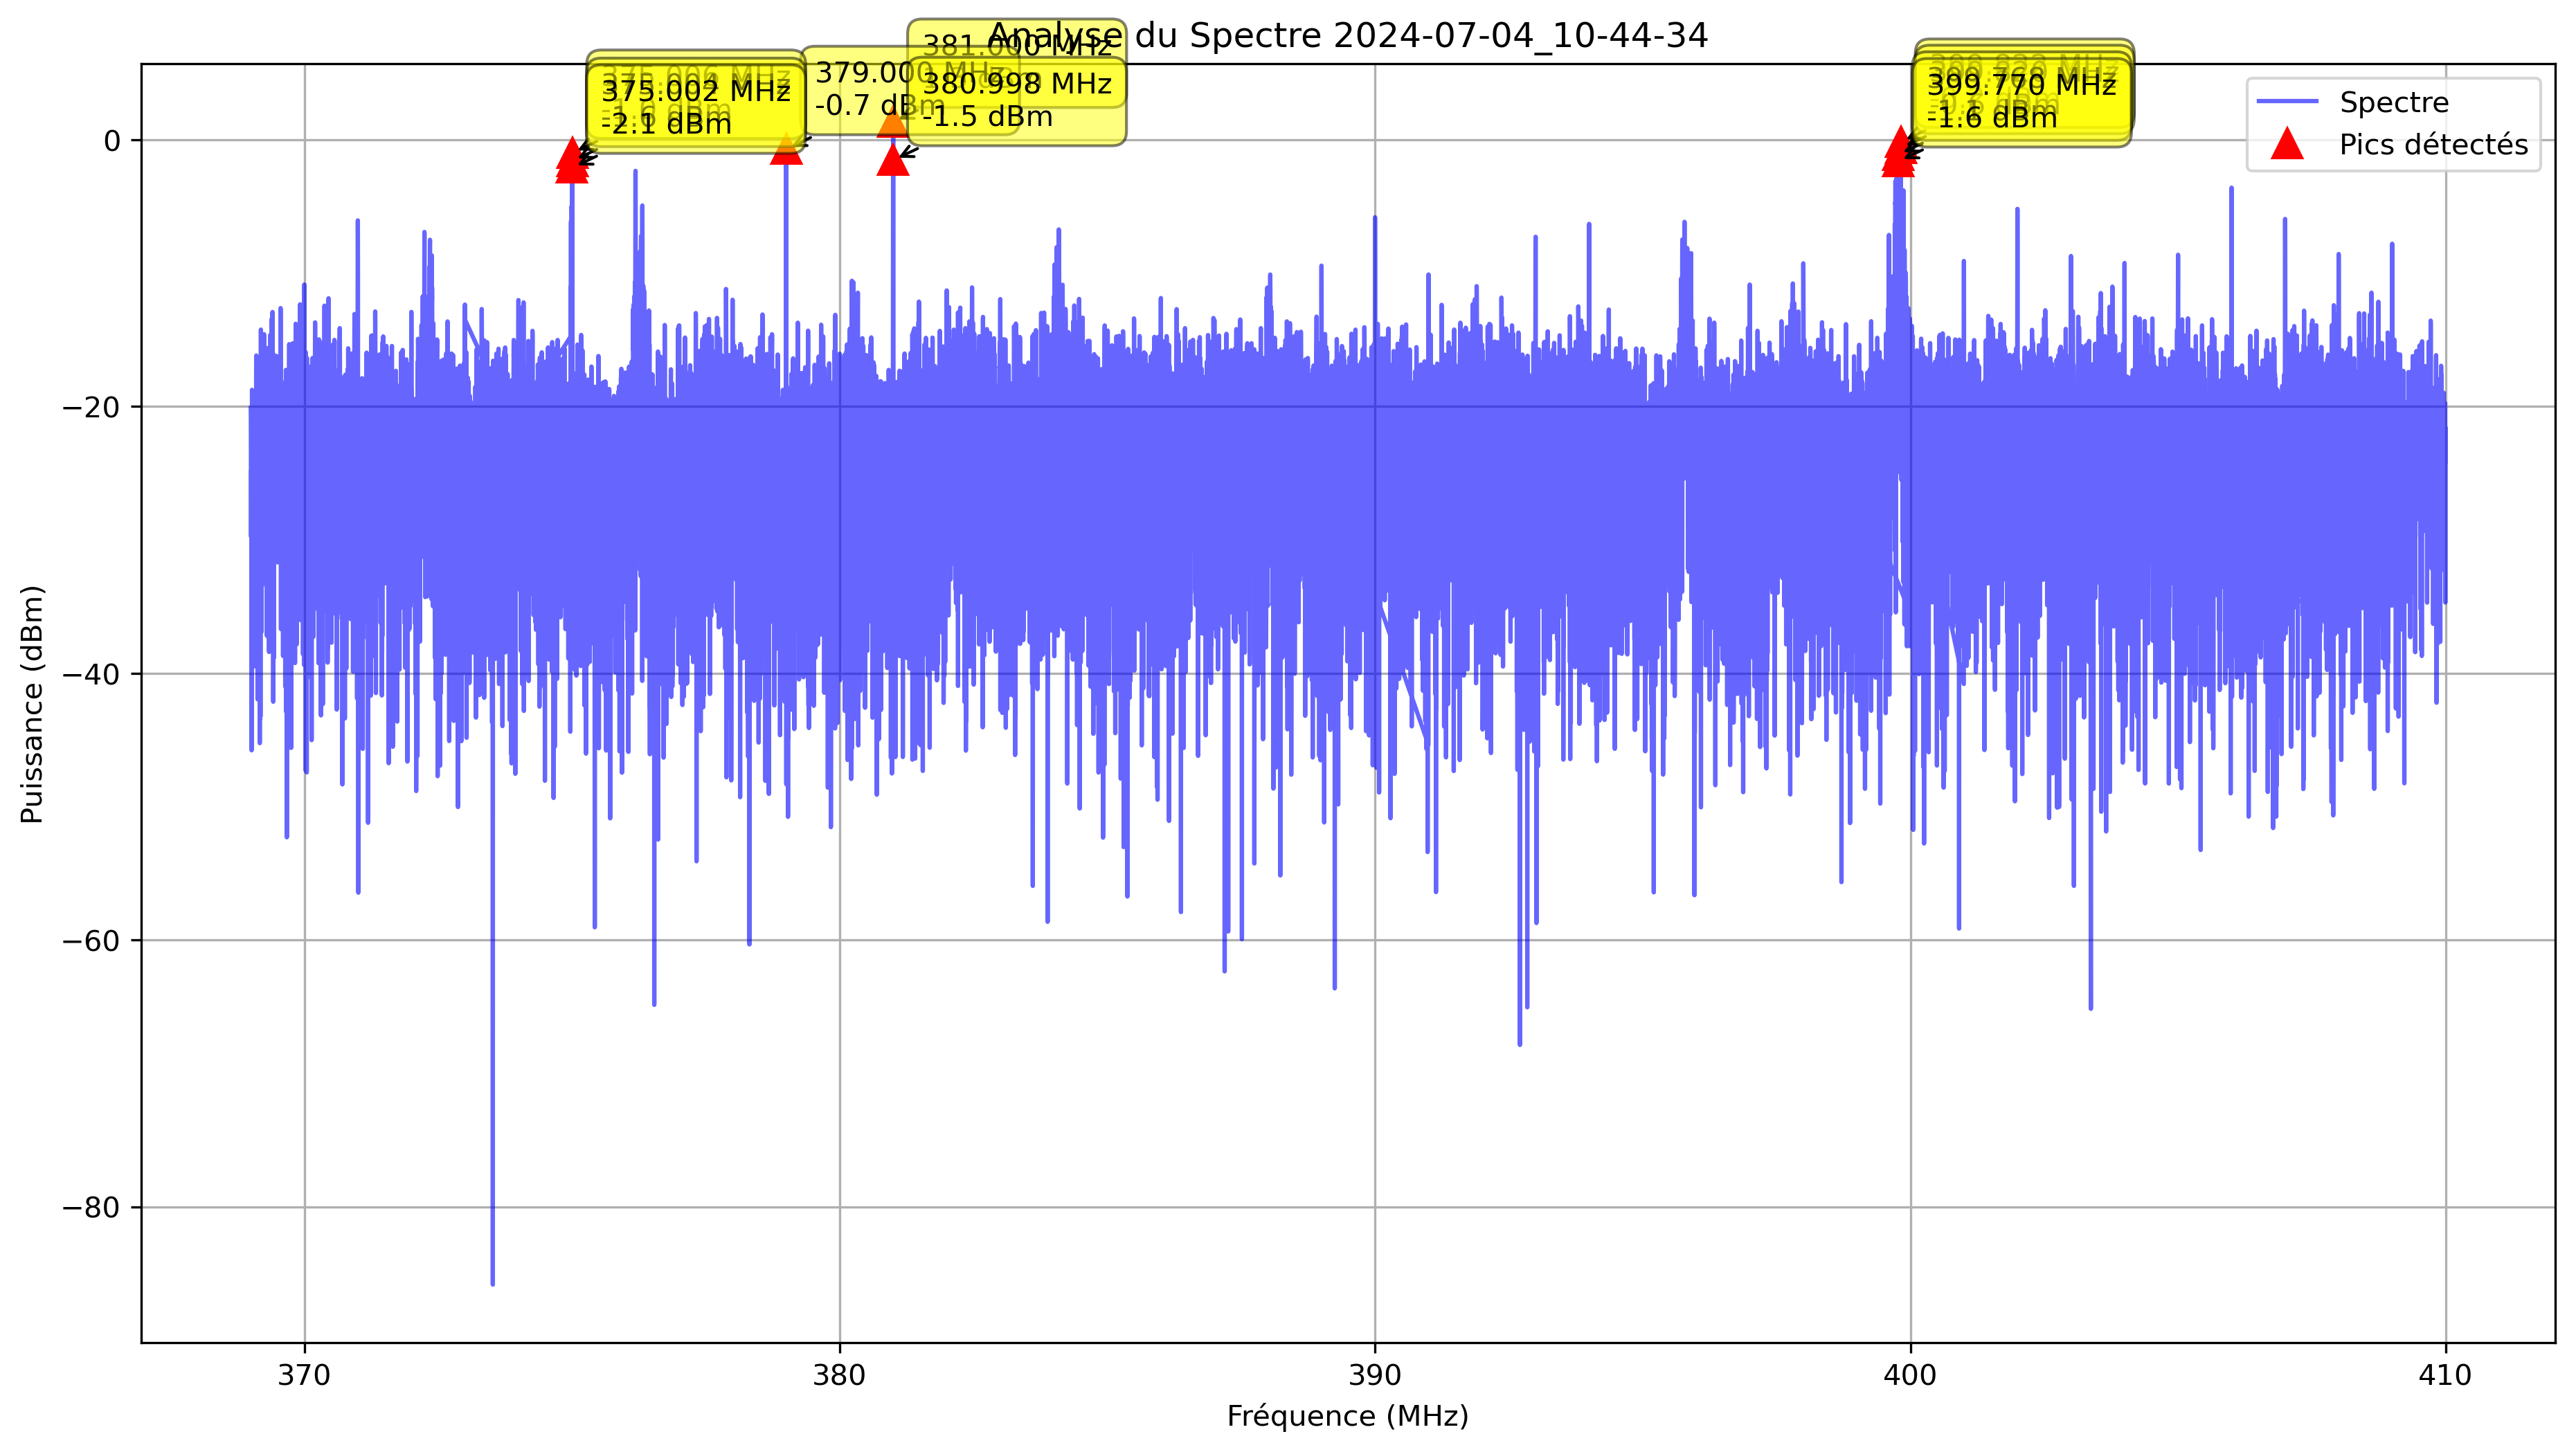 Analyse du Spectre 2024-07-04_10-44-34
375.002 MHz
-2.1 dBm
379.000 MHz
-0.7 dBm
381.000 MHz
380.998 MHz
-1.5 dBm
399.770 MHz
-1.6 dBm
Spectre
Pics détectés
Puissance (dBm)
0
−20
−40
−60
−80
370
380
390
400
410
Fréquence (MHz)